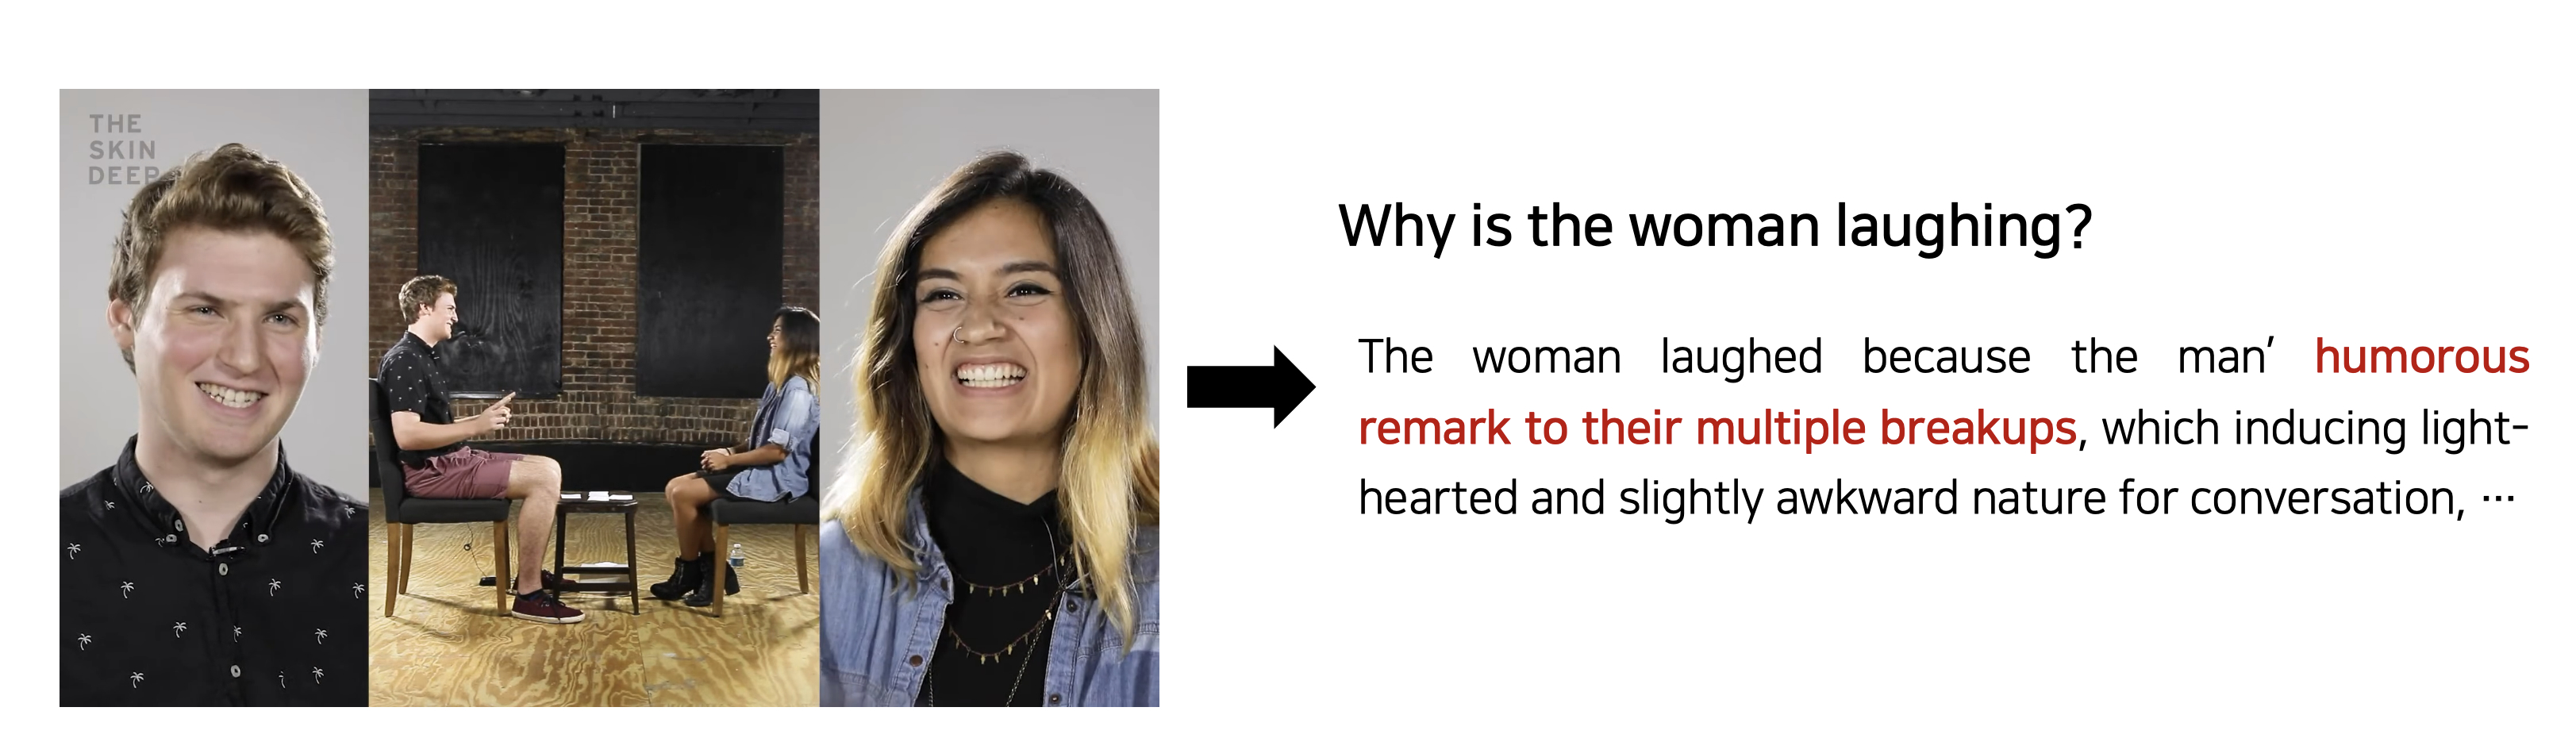 THE
SKIN
DEEP
Why is the woman laughing?
The woman laughed because the man’ humorous
remark to their multiple breakups, which inducing light-
hearted and slightly awkward nature for conversation, ···